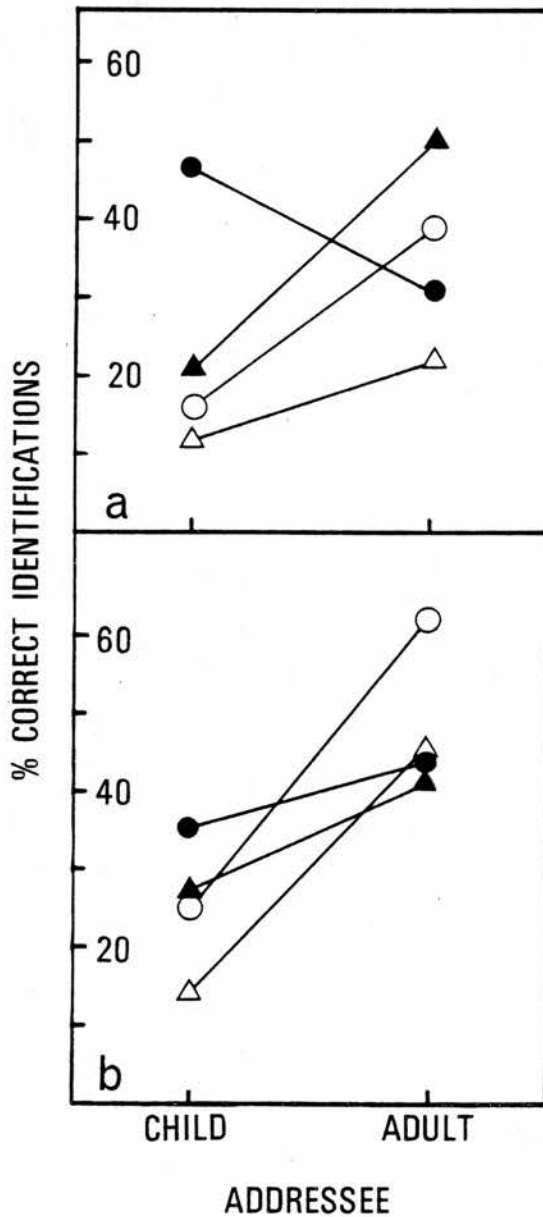 % CORRECT IDENTIFICATIONS
60
40
20
a
60
40
20
b
CHILD ADULT
ADDRESSEE